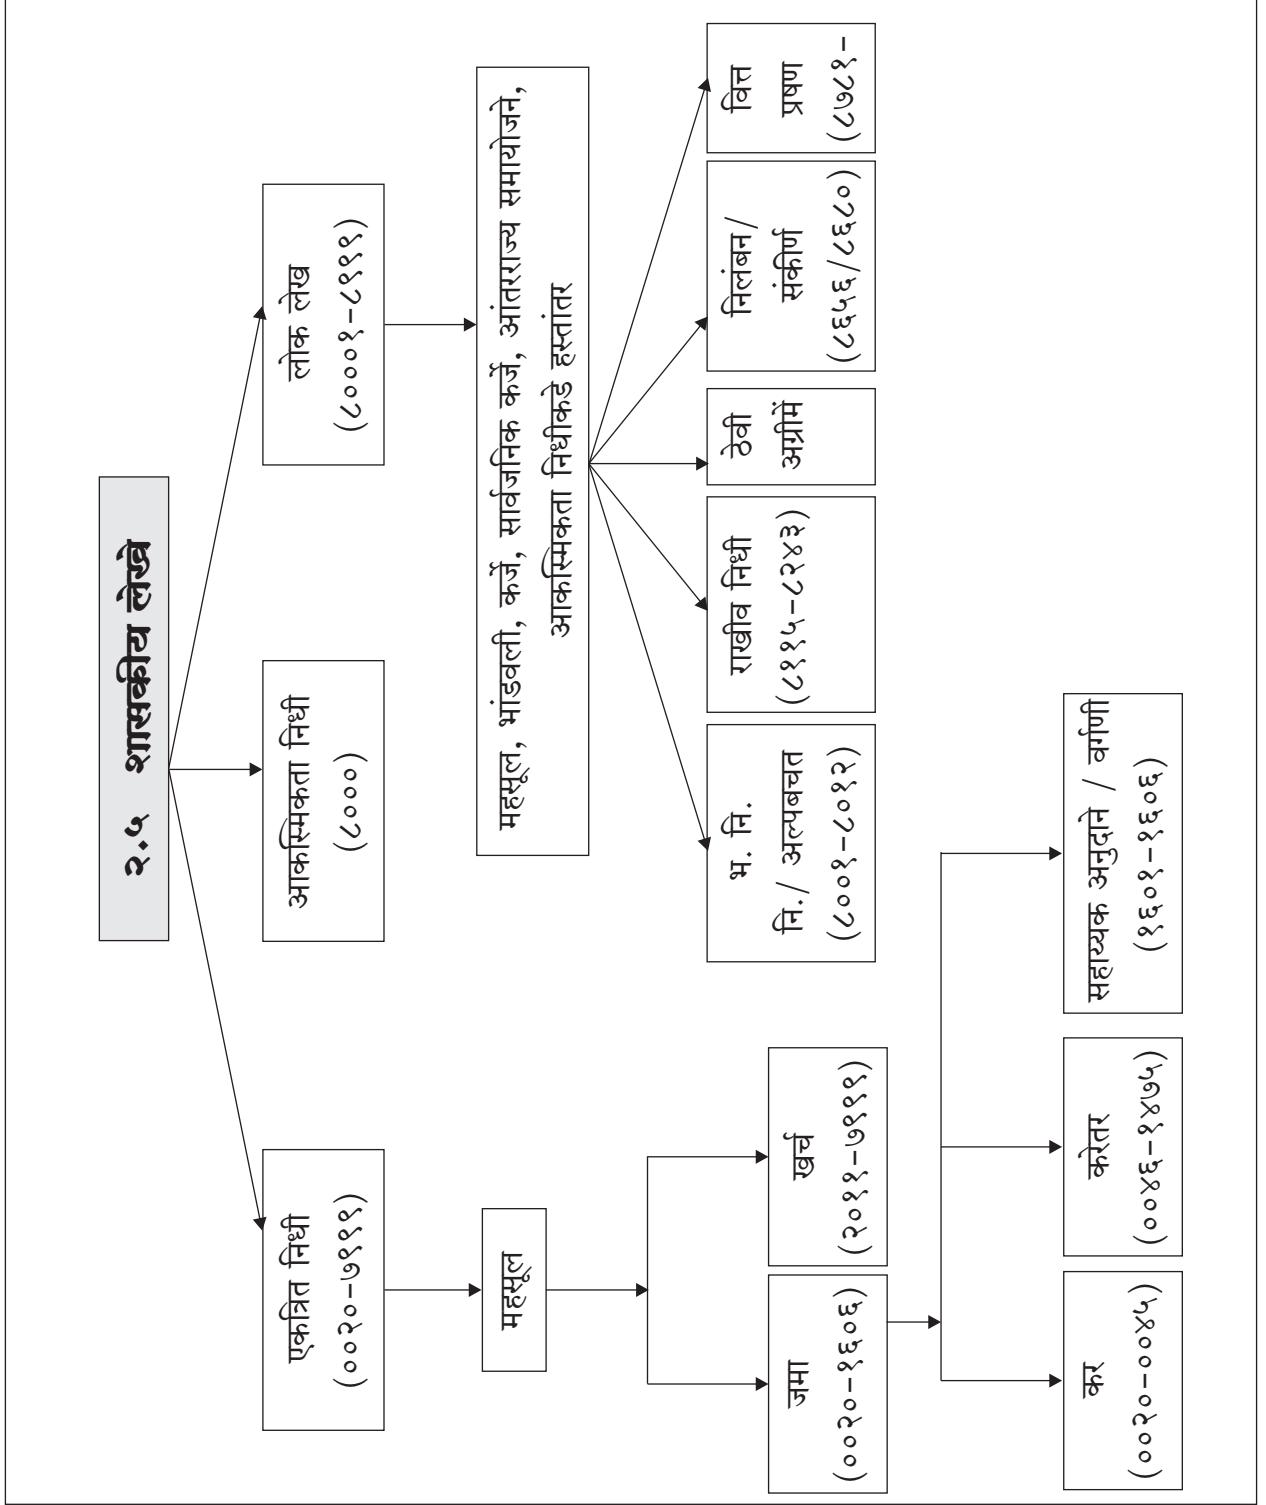 २.५ शासकीय लेखे
एकत्रित निधी
(००२०-७९९९)
आकस्मिकता निधी
(८०००)
लोक लेख
(८०००१-८९९९)
महसूल
महसूल, भांडवली, कर्ज, सार्वजनिक कर्ज, आंतरराज्य समायोजने,
आकस्मिकता निधीकडे हस्तांतर
जमा
(००२०-१६०६)
खर्च
(२०११-७९९९)
भ. नि.
नि./ अल्पबचत
(८००१-८०१२)
राखीव निधी
(८११५-८२४३)
ठेवी
अग्रीमे
निलंबन/
संकीर्ण
(८६५६/८६८०)
वित्त
प्रषण
(८७८१-
कर
(००२०-००४५)
करेतर
(००४६-१४७५)
सहाय्यक अनुदाने / वर्गणी
(१६०१-१६०६)